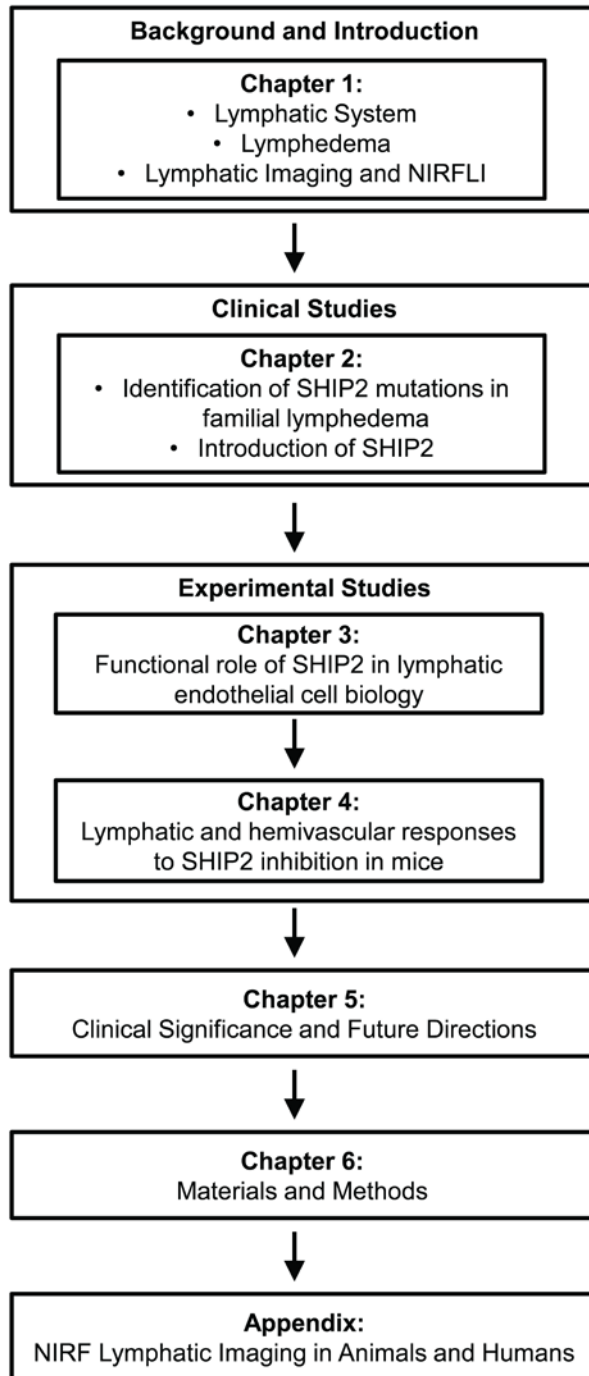 Background and Introduction
Chapter 1:
• Lymphatic System
• Lymphedema
• Lymphatic Imaging and NIRFLI
Clinical Studies
Chapter 2:
• Identification of SHIP2 mutations in
familial lymphedema
• Introduction of SHIP2
Experimental Studies
Chapter 3:
Functional role of SHIP2 in lymphatic
endothelial cell biology
Chapter 4:
Lymphatic and hemivascular responses
to SHIP2 inhibition in mice
Chapter 5:
Clinical Significance and Future Directions
Chapter 6:
Materials and Methods
Appendix:
NIRF Lymphatic Imaging in Animals and Humans